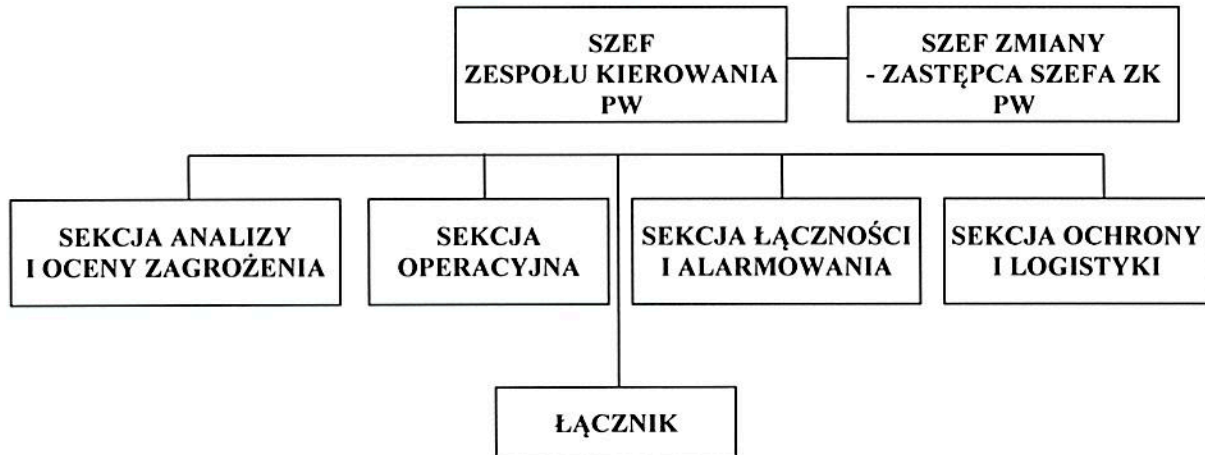 SZEF
ZESPOŁU KIEROWANIA
PW
SZEF ZMIANY
- ZASTĘPCA SZEFA ZK
PW
SEKCJA ANALIZY
I OCENY ZAGROŻENIA
SEKCJA
OPERACYJNA
SEKCJA ŁĄCZNOŚCI
I ALARMOWANIA
SEKCJA OCHRONY
I LOGISTYKI
ŁĄCZNIK